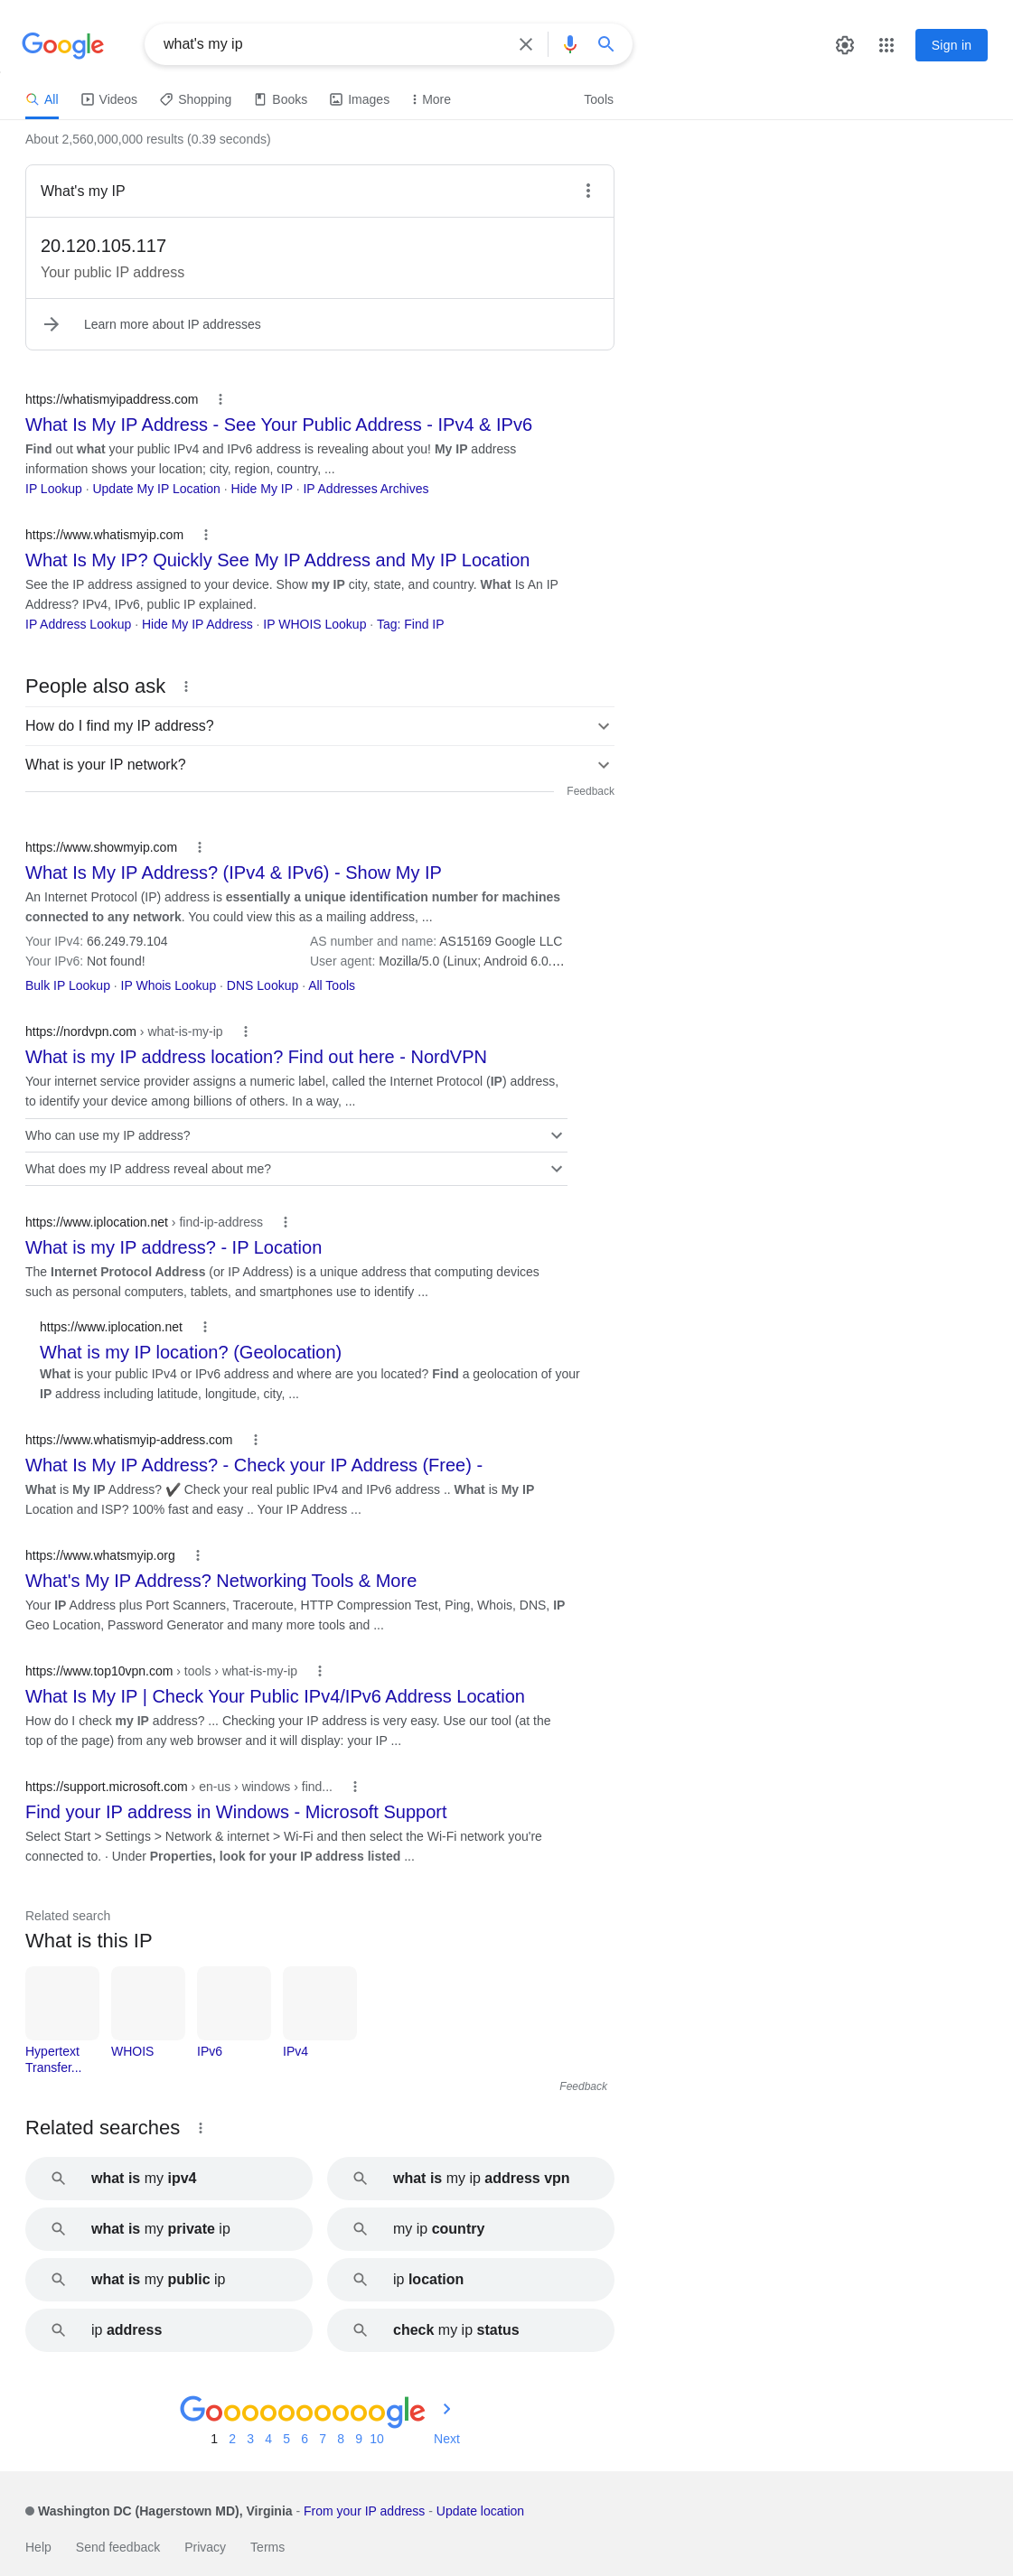 Google
what's my ip
Sign in
All
Videos
Shopping
Books
Images
More
Tools
About 2,560,000,000 results (0.39 seconds)
What's my IP
20.120.105.117
Your public IP address
Learn more about IP addresses
https://whatismyipaddress.com
What Is My IP Address - See Your Public Address - IPv4 & IPv6
Find out what your public IPv4 and IPv6 address is revealing about you! My IP address
information shows your location; city, region, country, ...
IP Lookup · Update My IP Location · Hide My IP · IP Addresses Archives
https://www.whatismyip.com
What Is My IP? Quickly See My IP Address and My IP Location
See the IP address assigned to your device. Show my IP city, state, and country. What Is An IP
Address? IPv4, IPv6, public IP explained.
IP Address Lookup · Hide My IP Address · IP WHOIS Lookup · Tag: Find IP
People also ask
How do I find my IP address?
What is your IP network?
Feedback
https://www.showmyip.com
What Is My IP Address? (IPv4 & IPv6) - Show My IP
An Internet Protocol (IP) address is essentially a unique identification number for machines
connected to any network. You could view this as a mailing address, ...
Your IPv4: 66.249.79.104
AS number and name: AS15169 Google LLC
Your IPv6: Not found!
User agent: Mozilla/5.0 (Linux; Android 6.0....
Bulk IP Lookup · IP Whois Lookup · DNS Lookup · All Tools
https://nordvpn.com › what-is-my-ip
What is my IP address location? Find out here - NordVPN
Your internet service provider assigns a numeric label, called the Internet Protocol (IP) address,
to identify your device among billions of others. In a way, ...
Who can use my IP address?
What does my IP address reveal about me?
https://www.iplocation.net › find-ip-address
What is my IP address? - IP Location
The Internet Protocol Address (or IP Address) is a unique address that computing devices
such as personal computers, tablets, and smartphones use to identify ...
https://www.iplocation.net
What is my IP location? (Geolocation)
What is your public IPv4 or IPv6 address and where are you located? Find a geolocation of your
IP address including latitude, longitude, city, ...
https://www.whatismyip-address.com
What Is My IP Address? - Check your IP Address (Free) -
What is My IP Address? ✔ Check your real public IPv4 and IPv6 address .. What is My IP
Location and ISP? 100% fast and easy .. Your IP Address ...
https://www.whatsmyip.org
What's My IP Address? Networking Tools & More
Your IP Address plus Port Scanners, Traceroute, HTTP Compression Test, Ping, Whois, DNS, IP
Geo Location, Password Generator and many more tools and ...
https://www.top10vpn.com › tools › what-is-my-ip
What Is My IP | Check Your Public IPv4/IPv6 Address Location
How do I check my IP address? ... Checking your IP address is very easy. Use our tool (at the
top of the page) from any web browser and it will display: your IP ...
https://support.microsoft.com › en-us › windows › find...
Find your IP address in Windows - Microsoft Support
Select Start > Settings > Network & internet > Wi-Fi and then select the Wi-Fi network you're
connected to. · Under Properties, look for your IP address listed ...
Related search
What is this IP
Hypertext
Transfer...
WHOIS
IPv6
IPv4
Feedback
Related searches
what is my ipv4
what is my ip address vpn
what is my private ip
my ip country
what is my public ip
ip location
ip address
check my ip status
Goooooooooogle
1 2 3 4 5 6 7 8 9 10 Next
Washington DC (Hagerstown MD), Virginia - From your IP address - Update location
Help
Send feedback
Privacy
Terms